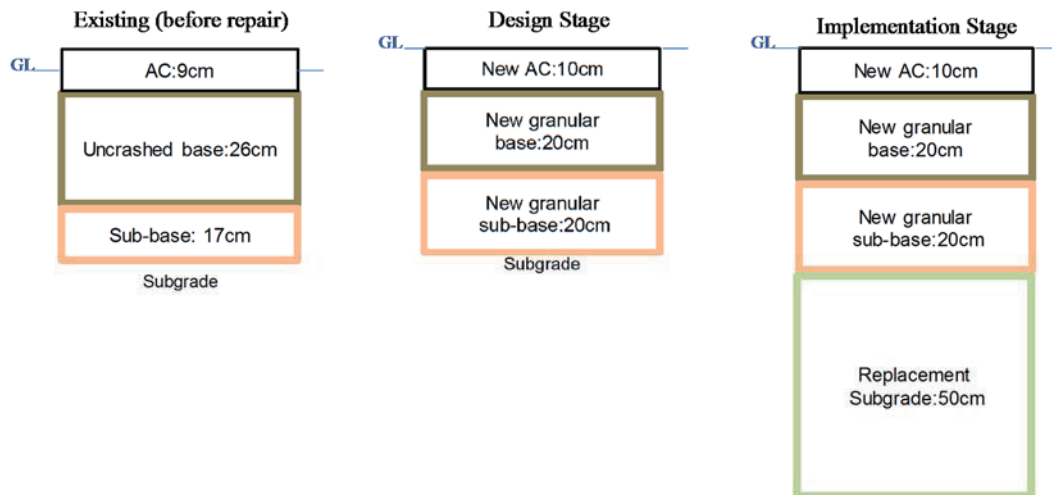 Existing (before repair)
GL
AC:9cm
Uncrashed base:26cm
Sub-base: 17cm
Subgrade
Design Stage
GL
New AC:10cm
New granular
base:20cm
New granular
sub-base:20cm
Subgrade
Implementation Stage
GL
New AC:10cm
New granular
base:20cm
New granular
sub-base:20cm
Replacement
Subgrade:50cm